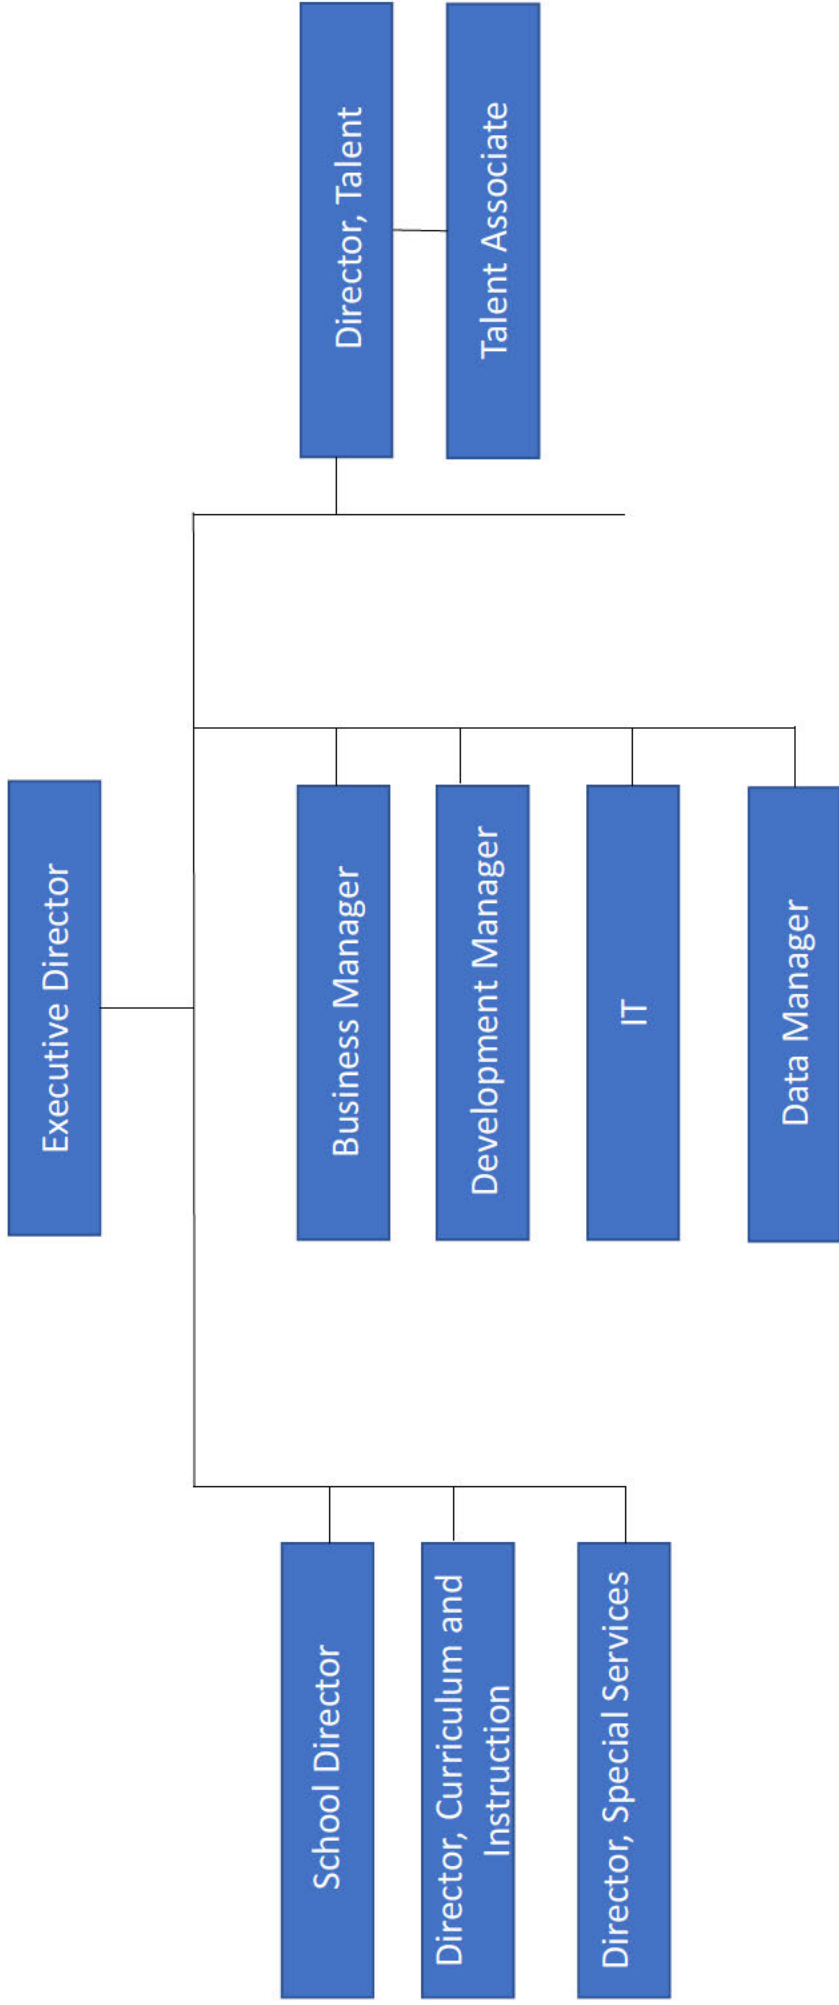 Executive Director
School Director
Director, Curriculum and
Instruction
Director, Special Services
Business Manager
Development Manager
IT
Data Manager
Director, Talent
Talent Associate